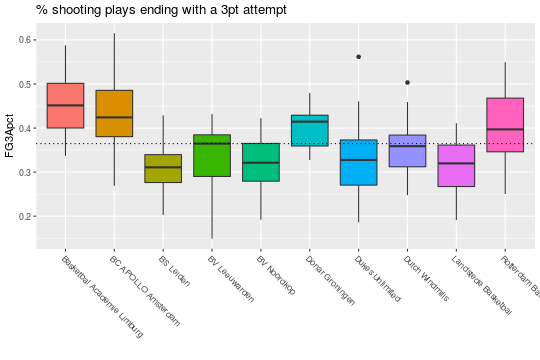 % shooting plays ending with a 3pt attempt
FG3Apct
0.6
0.5
0.4
0.3
0.2
Basketbal Academie Limburg
BC APOLLO Amsterdam
BS Leiden
BV Leeuwarden
BV Noordkop
Donar Groningen
Dukes Unlimited
Dutch Windmills
Landstede Basketbal
Rotterdam Bas